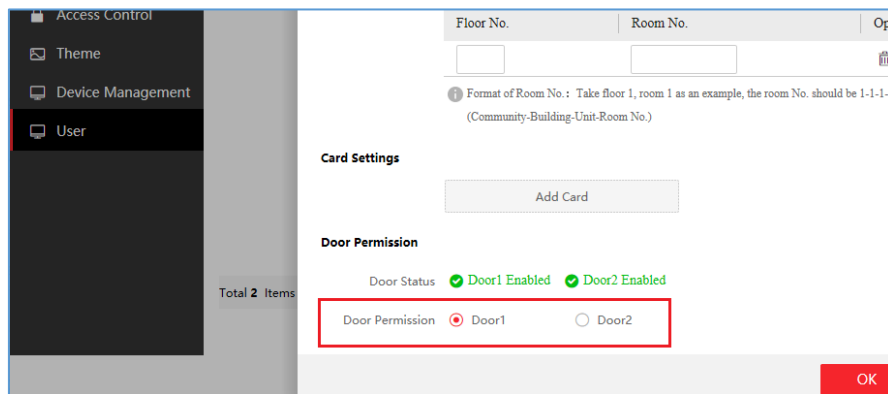 Access Control
Theme
Device Management
User
Total 2 Items
Floor No. Room No.
Format of Room No.: Take floor 1, room 1 as an example, the room No. should be 1-1-1-
(Community-Building-Unit-Room No.)
Card Settings
Add Card
Door Permission
Door Status Door1 Enabled Door2 Enabled
Door Permission Door1 Door2
OK